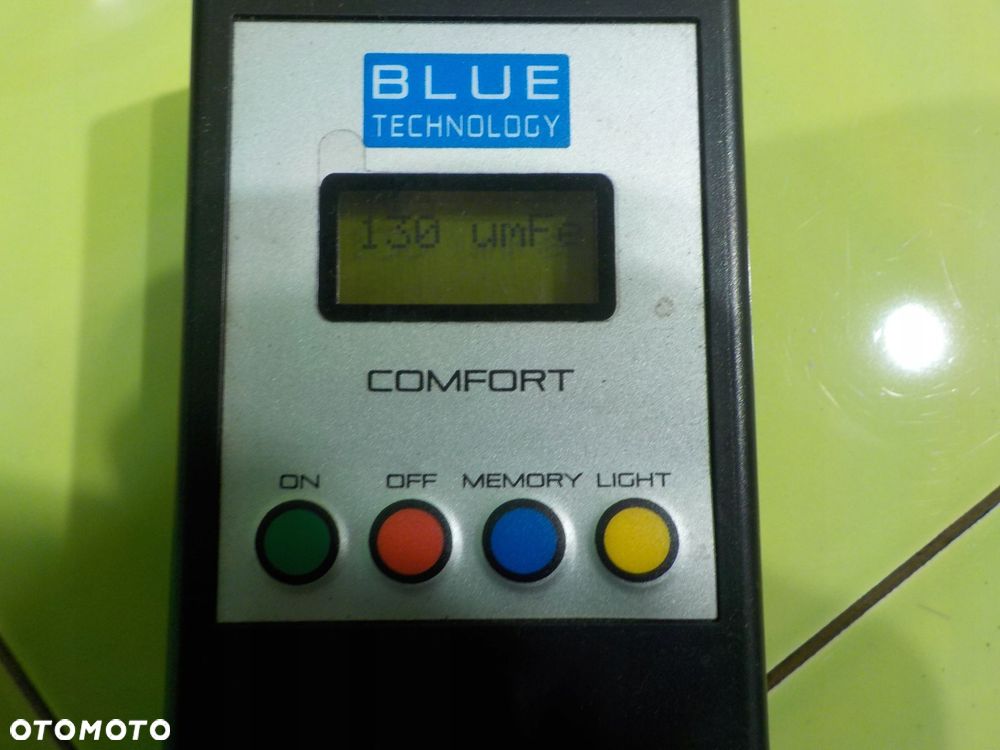 BLUE
TECHNOLOGY
130 umFe
COMFORT
ON OFF MEMORY LIGHT
OTOMOTO